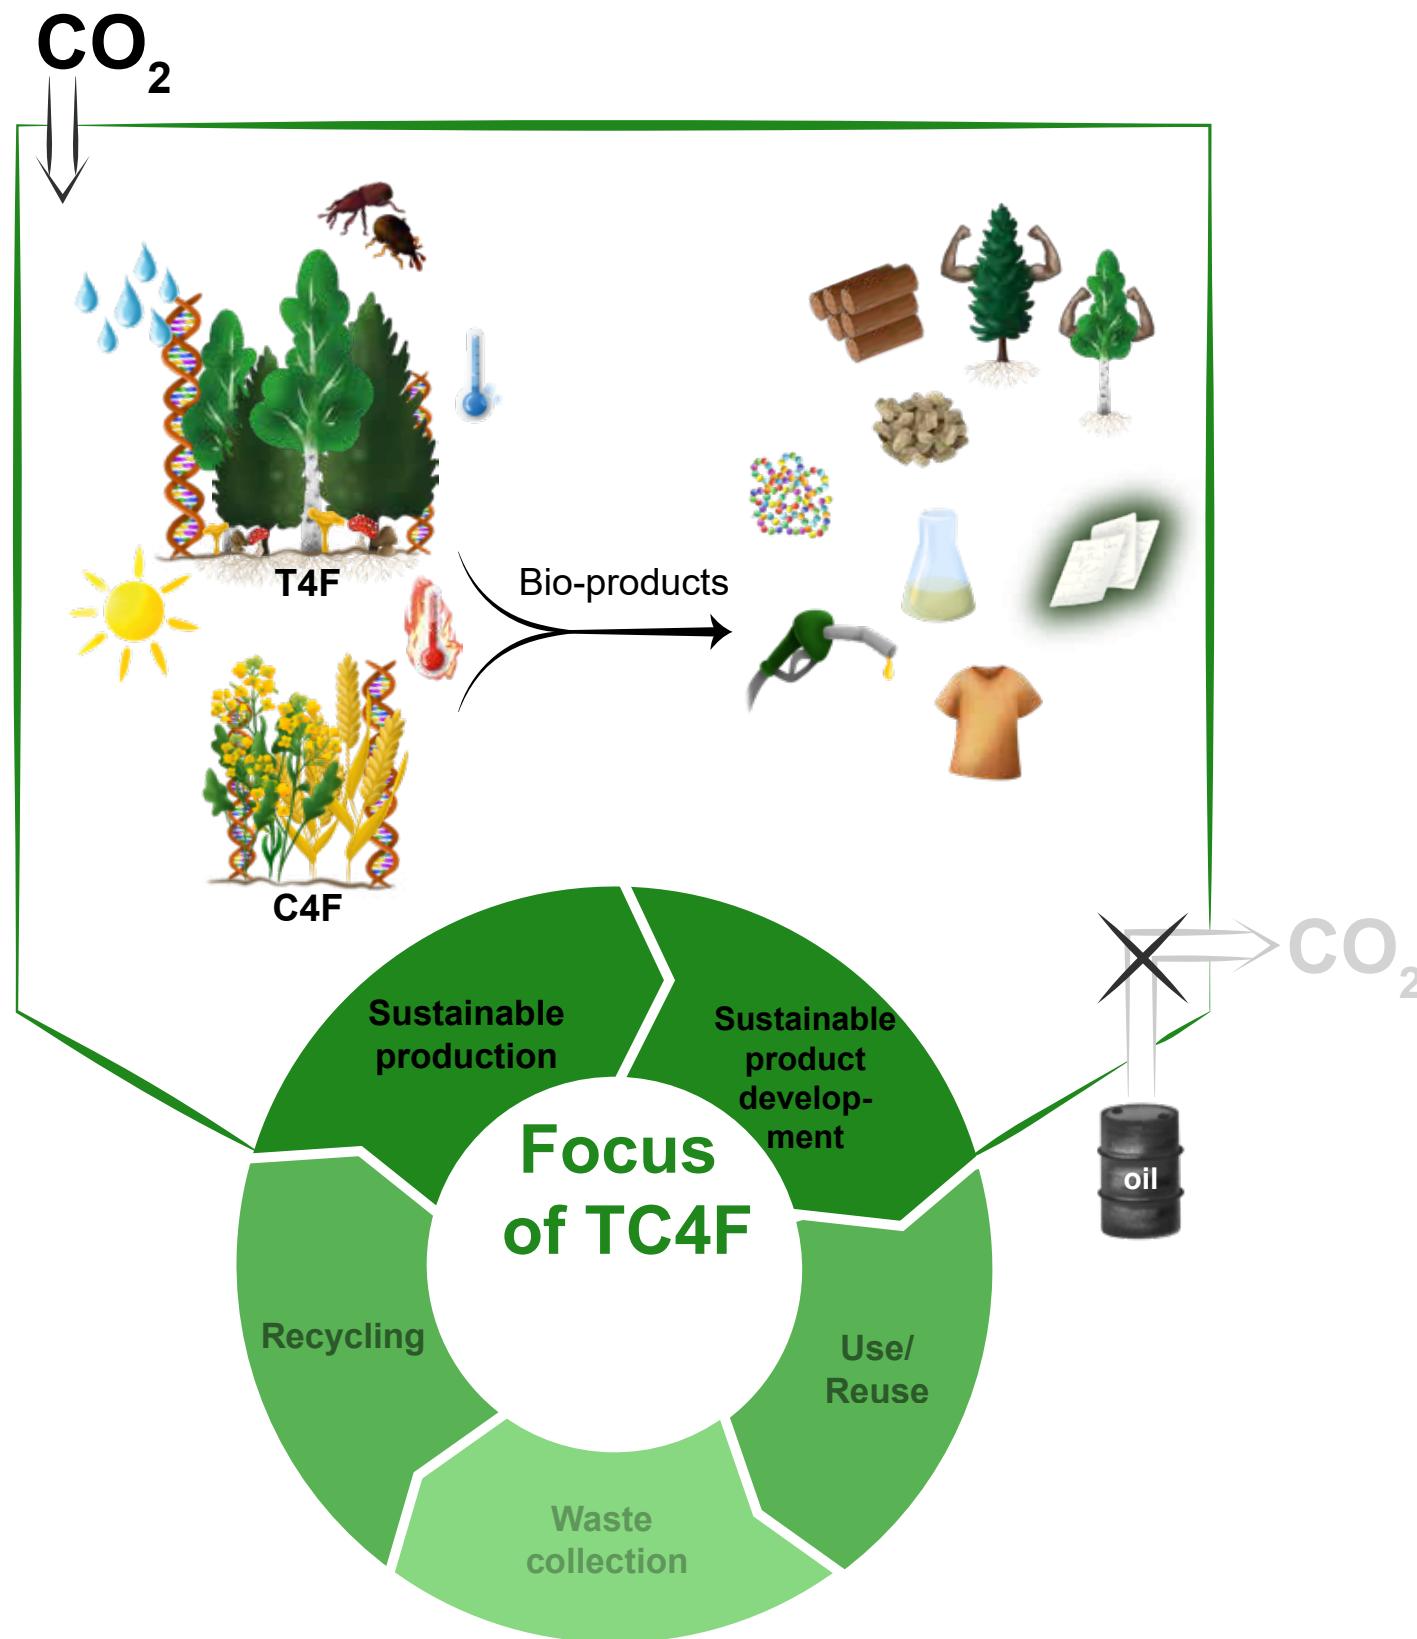 CO2
T4F
Bio-products
C4F
CO2
Sustainable
production
Sustainable
product
develop-
ment
Focus
of TC4F
oil
Recycling
Use/
Reuse
Waste
collection